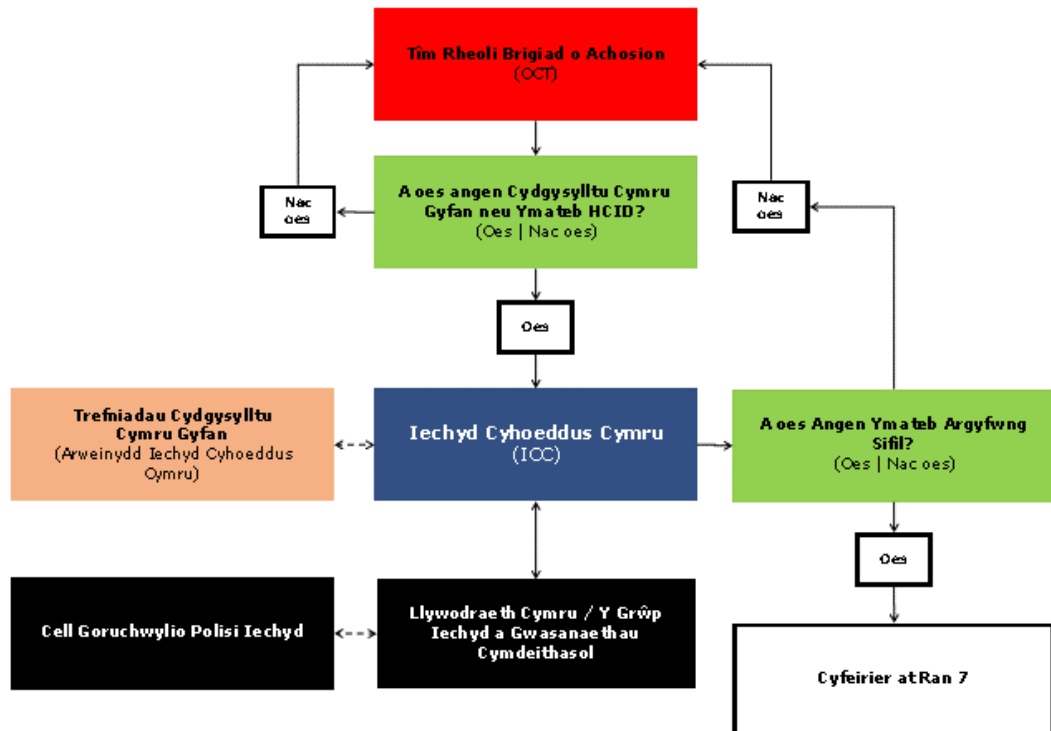 Tîm Rheoli Brigiad o Achosion
(OCT)
Nac
oes
A oes angen Cydgysylltu Cymru
Gyfan neu Ymateb HCID?
(Oes | Nac oes)
Nac
oes
Oes
Trefniadau Cydgysylltu
Cymru Gyfan
(Arweinydd Iechyd Cyhoeddus
Cymru)
Iechyd Cyhoeddus Cymru
(ICC)
A oes Angen Ymateb Argyfwng
Sifil?
(Oes | Nac oes)
Oes
Cell Goruchwylio Polisi Iechyd
Llywodraeth Cymru / Y Grŵp
Iechyd a Gwasanaethau
Cymdeithasol
Cyfeirier at Ran 7